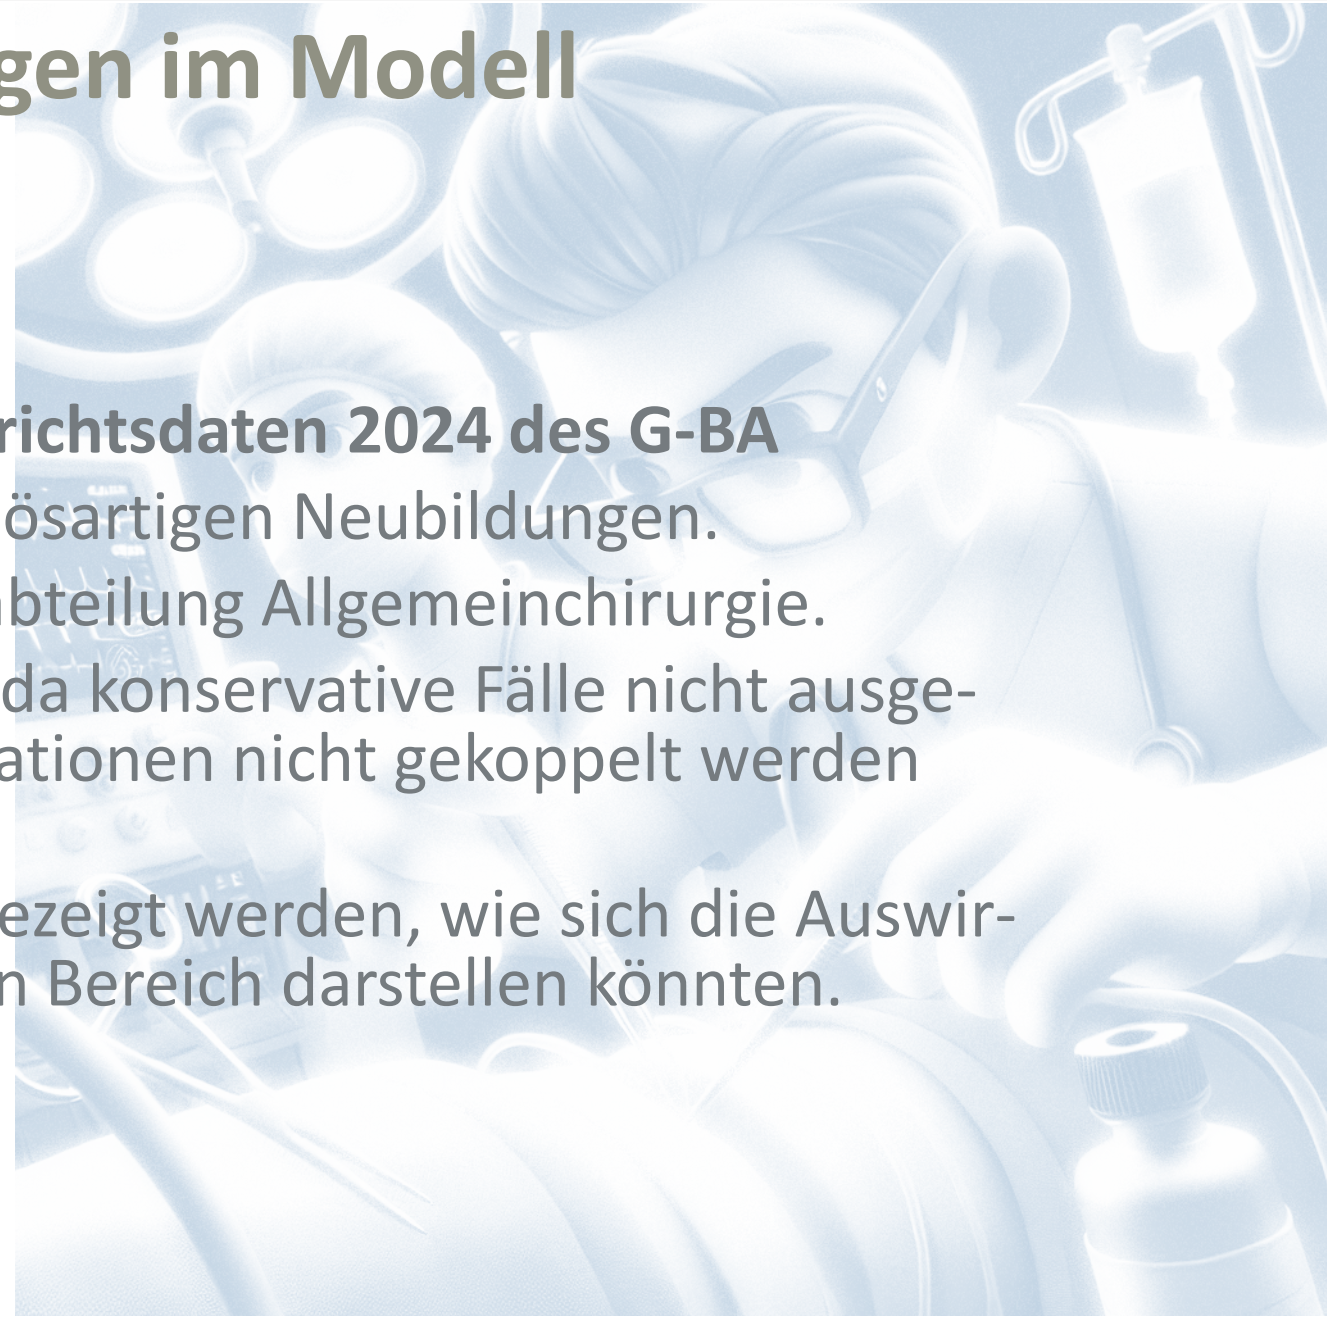 gen im Modell
richtsdaten 2024 des G-BA
ösartigen Neubildungen.
bteilung Allgemeinchirurgie.
da konservative Fälle nicht ausge-
ationen nicht gekoppelt werden
ezeigt werden, wie sich die Auswir-
n Bereich darstellen könnten.